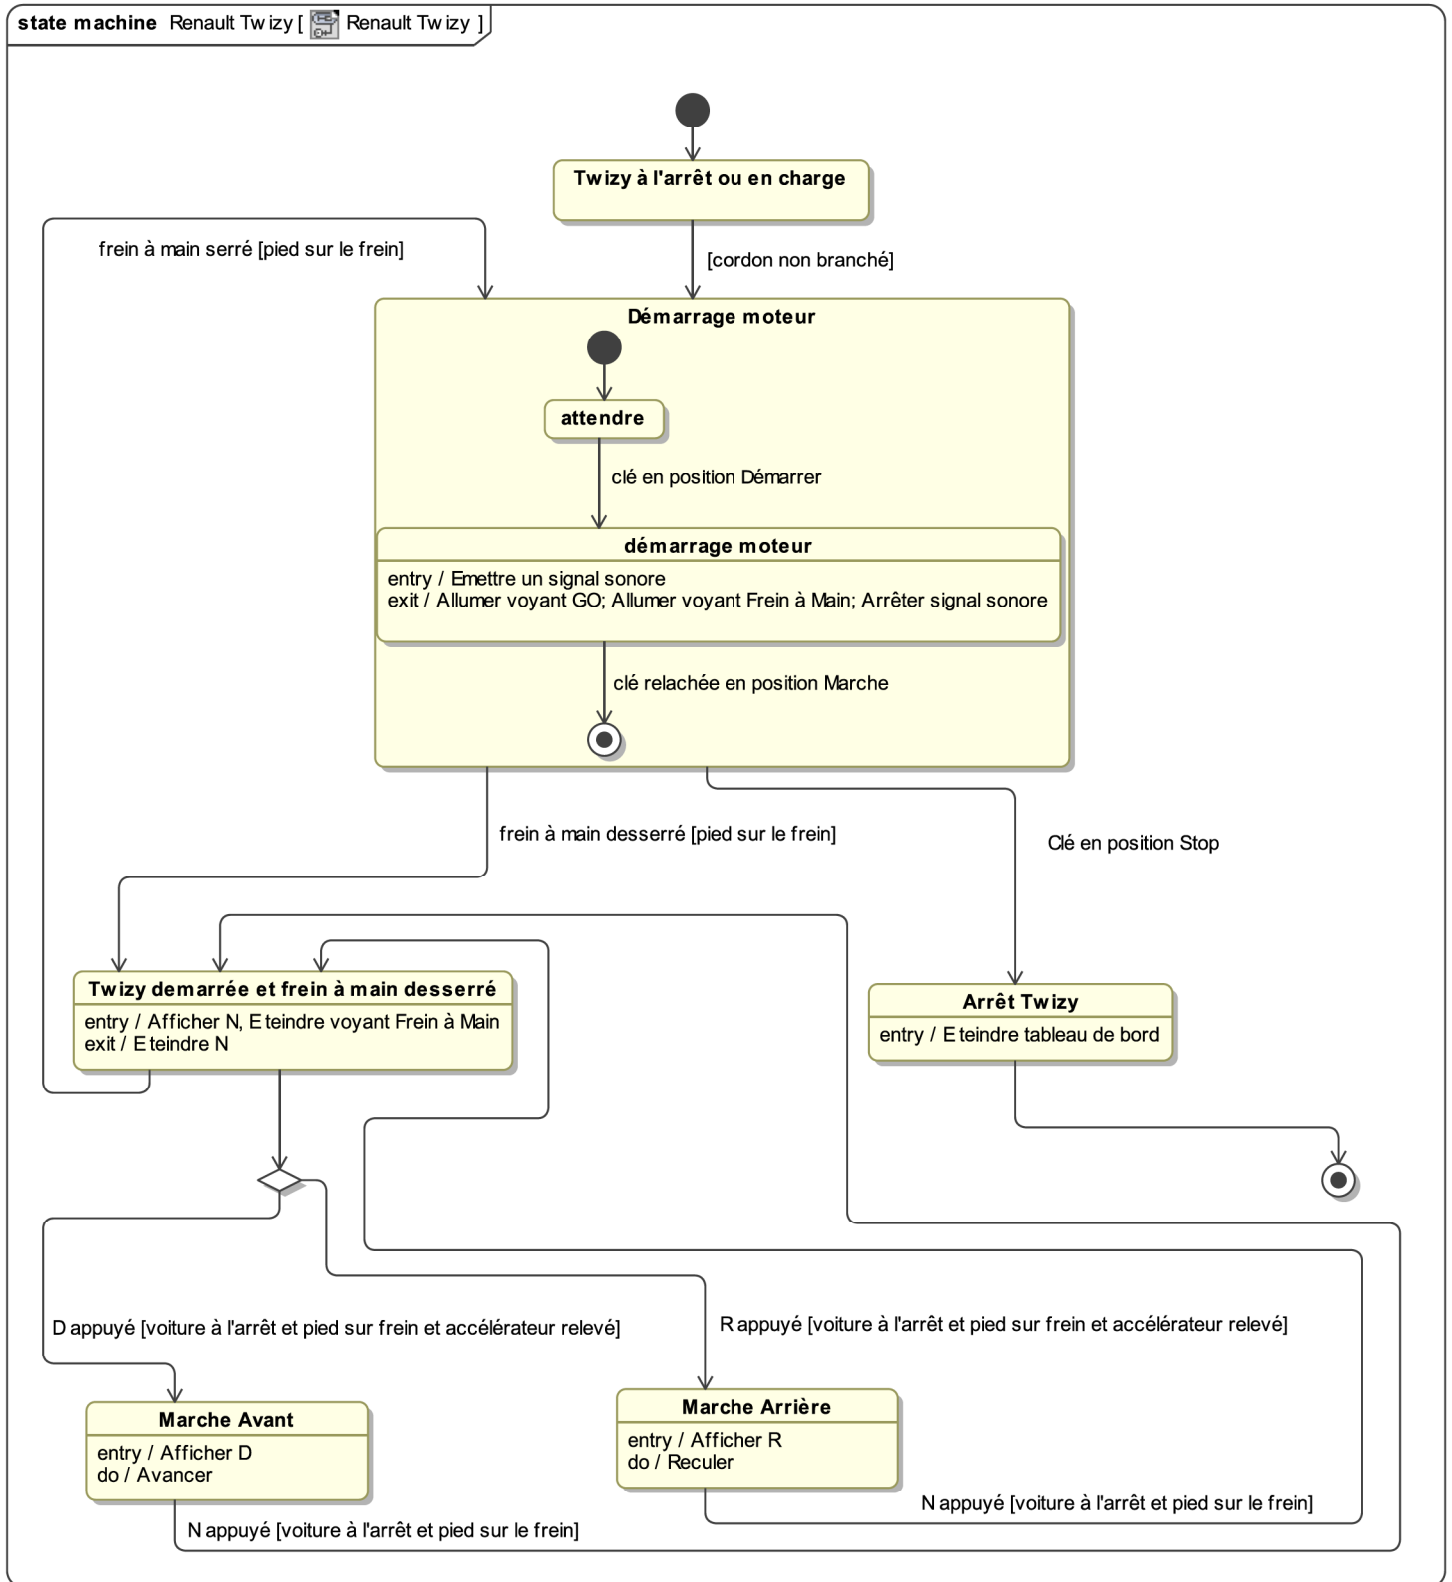 state machine Renault Twizy [ Renault Twizy ]
Twizy à l'arrêt ou en charge
frein à main serré [pied sur le frein]
[cordon non branché]
Démarrage moteur
attendre
clé en position Démarrer
démarrage moteur
entry / Emettre un signal sonore
exit / Allumer voyant GO; Allumer voyant Frein à Main; Arrêter signal sonore
clé relachée en position Marche
frein à main desserré [pied sur le frein]
Clé en position Stop
Twizy demarrée et frein à main desserré
entry / Afficher N, Eteindre voyant Frein à Main
exit / Eteindre N
Arrêt Twizy
entry / Eteindre tableau de bord
D appuyé [voiture à l'arrêt et pied sur frein et accélérateur relevé]
R appuyé [voiture à l'arrêt et pied sur frein et accélérateur relevé]
Marche Avant
entry / Afficher D
do / Avancer
Marche Arrière
entry / Afficher R
do / Reculer
N appuyé [voiture à l'arrêt et pied sur le frein]
N appuyé [voiture à l'arrêt et pied sur le frein]